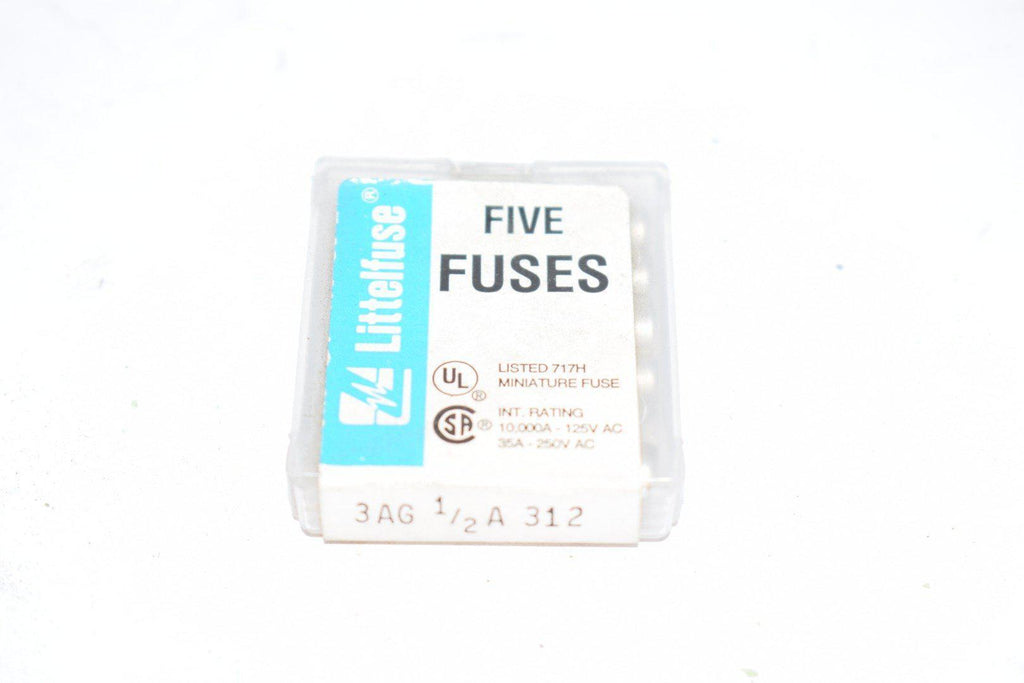 Littelfuse®
FIVE
FUSES
UL ®
LISTED 717H
MINIATURE FUSE
SA ®
INT. RATING
10,000A - 125V AC
35A - 250V AC
3AG 1/2 A 312